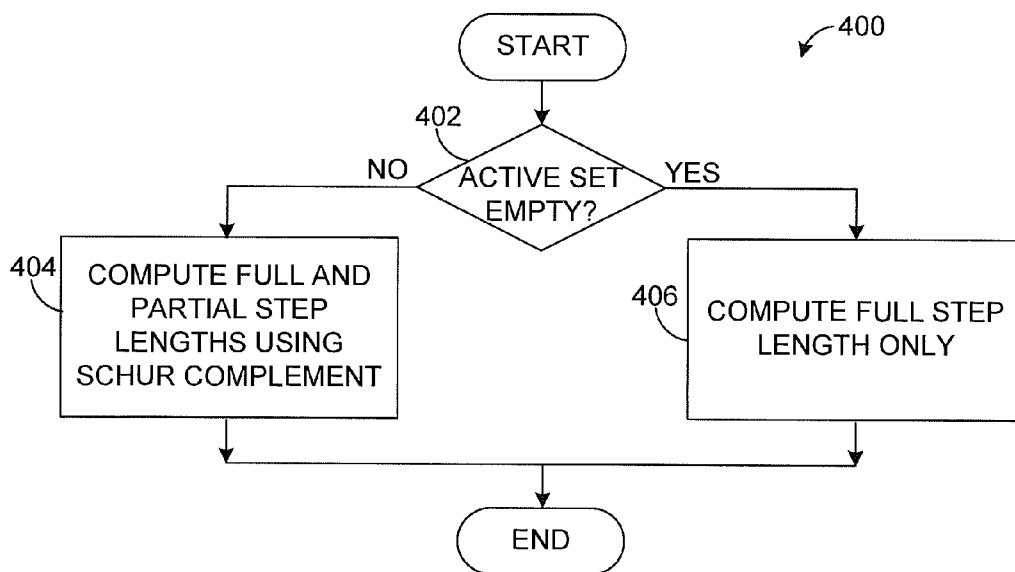 START
400
402
NO
ACTIVE SET
EMPTY?
YES
404
COMPUTE FULL AND
PARTIAL STEP
LENGTHS USING
SCHUR COMPLEMENT
406
COMPUTE FULL STEP
LENGTH ONLY
END